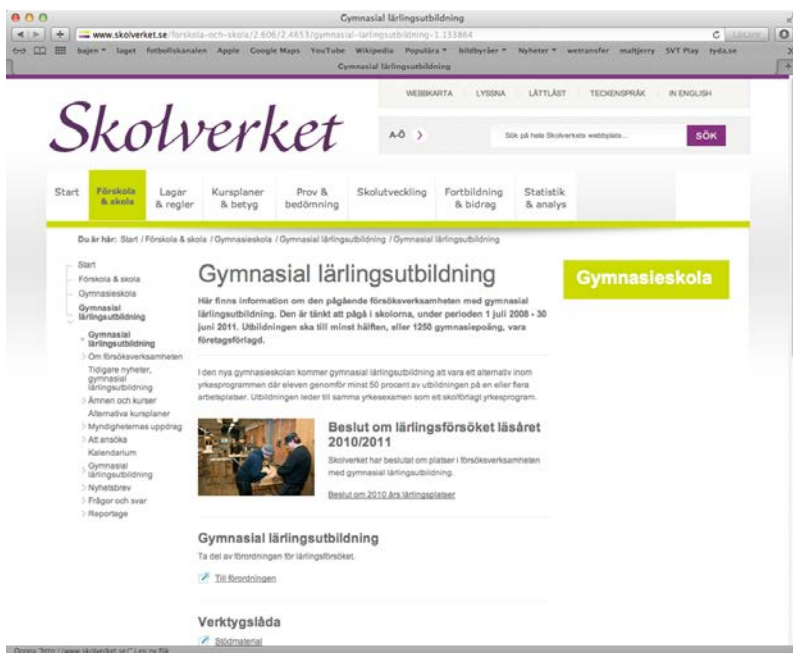 Gymnasial lärlingsutbildning
www.skolverket.se/forskola-och-skola/2.606/2.4653/gymnasial-larlingsutbildning-1.133864
Läsare
bajen laget fotbollskanalen Apple Google Maps YouTube Wikipedia Populära bildbyråer Nyheter wetransfer maltjerry SVT Play tyda.se
Gymnasial lärlingsutbildning
WEBBKARTA LYSSNA LÄTTLÄST TECKENSPRÅK IN ENGLISH
Skolverket
A-Ö
Sök på hela Skolverkets webbplats...
SÖK
Start Förskola & skola Lagar & regler Kursplaner & betyg Prov & bedömning Skolutveckling Fortbildning & bidrag Statistik & analys
Du är här: Start / Förskola & skola / Gymnasieskola / Gymnasial lärlingsutbildning / Gymnasial lärlingsutbildning
Start
Förskola & skola
Gymnasieskola
Gymnasial
lärlingsutbildning
Gymnasial
lärlingsutbildning
Om försöksverksamheten
Tidigare nyheter,
gymnasial
lärlingsutbildning
Ämnen och kurser
Alternativa kursplaner
Myndigheternas uppdrag
Att ansöka
Kalendarium
Gymnasial
lärlingsutbildning
Nyhetsbrev
Frågor och svar
Reportage
Gymnasial lärlingsutbildning
Här finns information om den pågående försöksverksamheten med gymnasial
lärlingsutbildning. Den är tänkt att pågå i skolorna, under perioden 1 juli 2008 - 30
juni 2011. Utbildningen ska till minst hälften, eller 1250 gymnasiepoäng, vara
företagsförlagd.
I den nya gymnasieskolan kommer gymnasial lärlingsutbildning att vara ett alternativ inom
yrkesprogrammen där eleven genomför minst 50 procent av utbildningen på en eller flera
arbetsplatser. Utbildningen leder till samma yrkesexamen som ett skolförlagt yrkesprogram.
Beslut om lärlingsförsöket läsåret
2010/2011
Skolverket har beslutat om platser i försöksverksamheten
med gymnasial lärlingsutbildning.
Beslut om 2010 års lärlingsplatser
Gymnasial lärlingsutbildning
Ta del av förordningen för lärlingsförsöket.
Till förordningen
Verktygslåda
Stödmaterial
Gymnasieskola
Öppna "http://www.skolverket.se/" i en ny flik